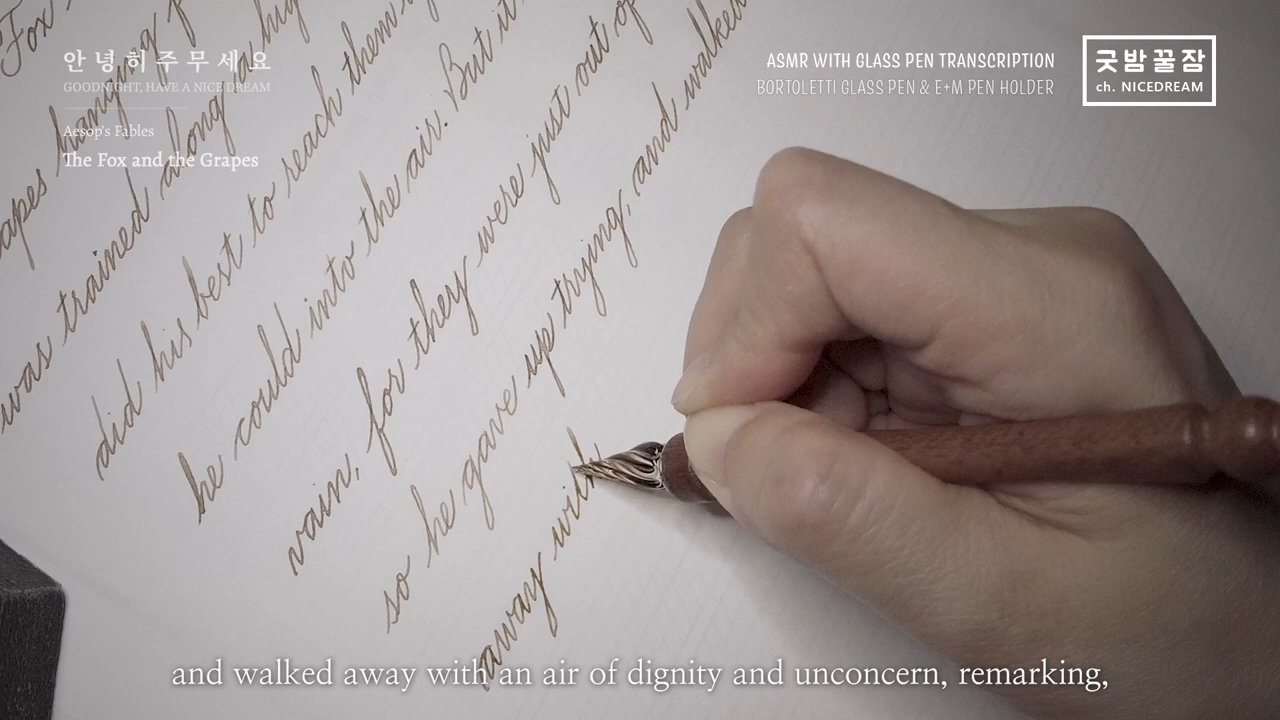 안녕히주무세요
GOODNIGHT, HAVE A NICE DREAM
Aesop's Fables
The Fox and the Grapes
ASMR WITH GLASS PEN TRANSCRIPTION
BORTOLETTI GLASS PEN & E+M PEN HOLDER
굿밤꿀잠
ch. NICEDREAM
Fox
hanging
was trained along
did his best to reach them
he could into the air. But it
vain, for they were just out of
so he gave up trying, and walked
away with
and walked away with an air of dignity and unconcern, remarking,